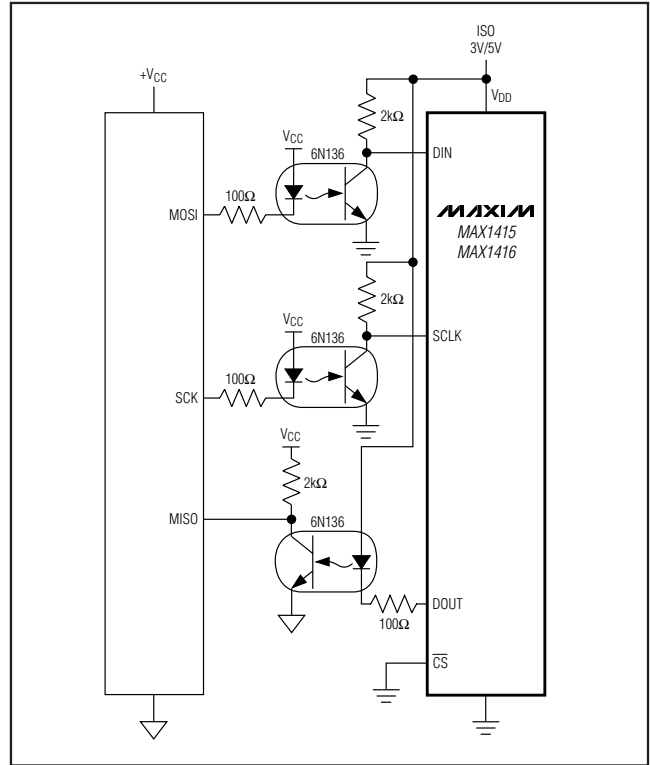 ISO
3V/5V
+VCC
VDD
2kΩ
VCC
6N136
DIN
100Ω
MOSI
MAXIM
MAX1415
MAX1416
2kΩ
VCC
6N136
SCLK
100Ω
SCK
VCC
2kΩ
MISO
6N136
DOUT
100Ω
CS